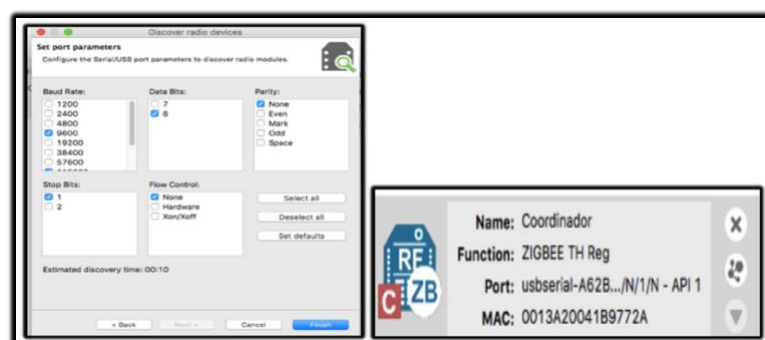 Discover radio devices
Set port parameters
Configure the Serial/USB port parameters to discover radio modules.
Baud Rate:
1200
2400
4800
9600
19200
38400
57600
Data Bits:
7
8
Parity:
None
Even
Mark
Odd
Space
Stop Bits:
1
2
Flow Control:
None
Hardware
Xon/Xoff
Select all
Deselect all
Set defaults
Estimated discovery time: 00:10
< Back
Next >
Cancel
Finish
RF
C ZB
Name: Coordinador
Function: ZIGBEE TH Reg
Port: usbserial-A62B.../N/1/N - API 1
MAC: 0013A20041B9772A